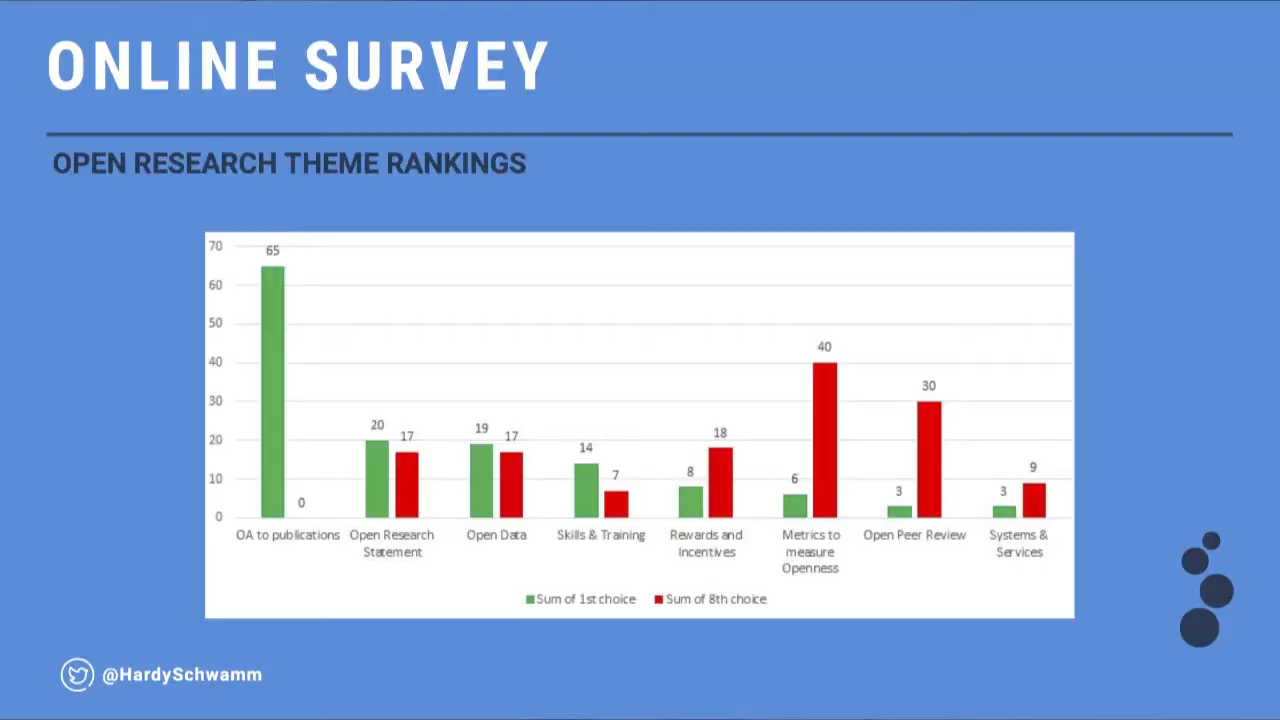 ONLINE SURVEY
OPEN RESEARCH THEME RANKINGS
70
60
50
40
30
20
10
0
65
0
20
17
19
17
14
7
8
18
6
40
3
30
3
9
OA to publications
Open Research
Statement
Open Data
Skills & Training
Rewards and
Incentives
Metrics to
measure
Openness
Open Peer Review
Systems &
Services
Sum of 1st choice
Sum of 8th choice
@HardySchwamm